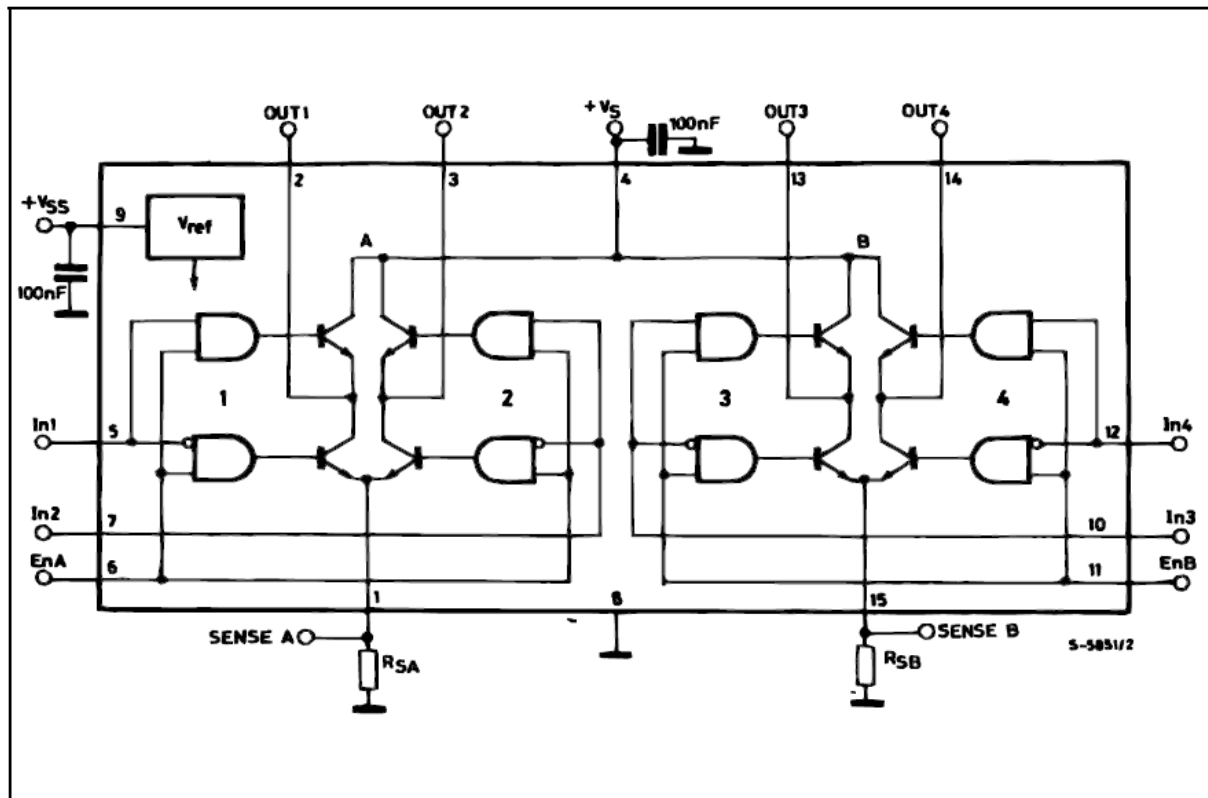 OUT1
OUT2
+VS
100nF
OUT3
OUT4
2
3
4
13
14
+VSS
9
Vref
A
B
100nF
1
2
3
4
In1
5
12
In4
In2
7
10
In3
EnA
6
11
EnB
1
8
15
SENSE A
RSA
SENSE B
RSB
S-5851/2